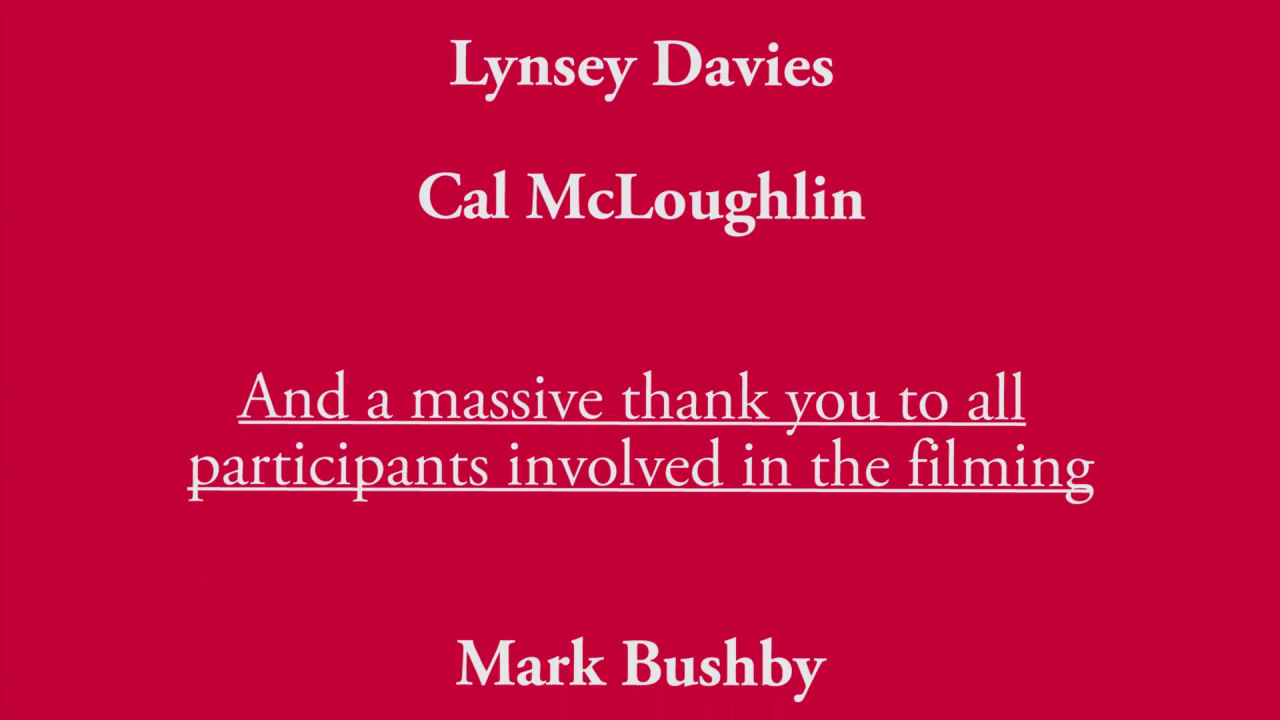 Lynsey Davies
Cal McLoughlin
And a massive thank you to all
participants involved in the filming
Mark Bushby